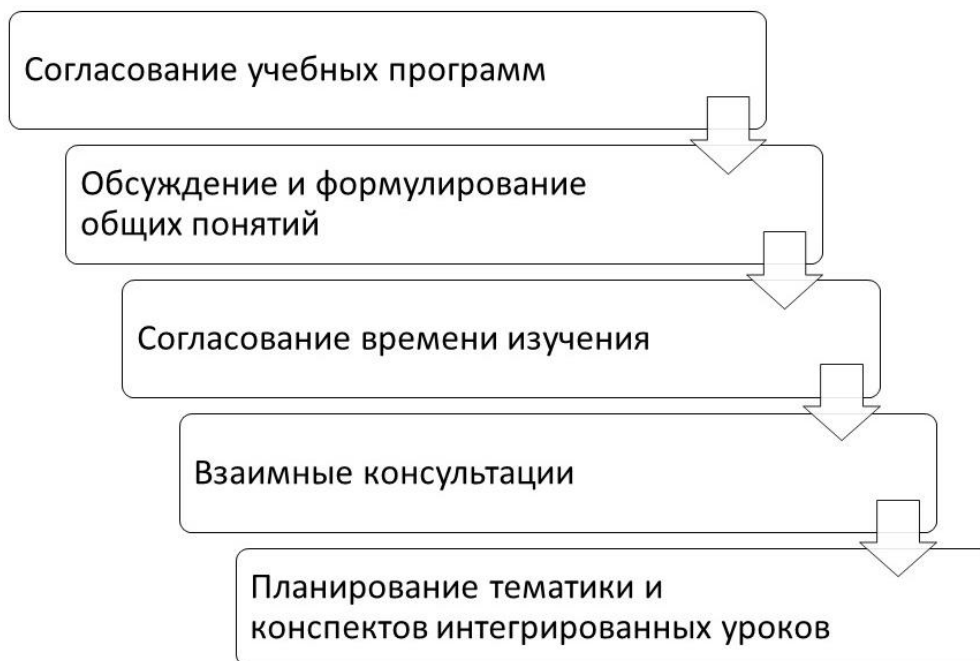 Согласование учебных программ
Обсуждение и формулирование
общих понятий
Согласование времени изучения
Взаимные консультации
Планирование тематики и
конспектов интегрированных уроков